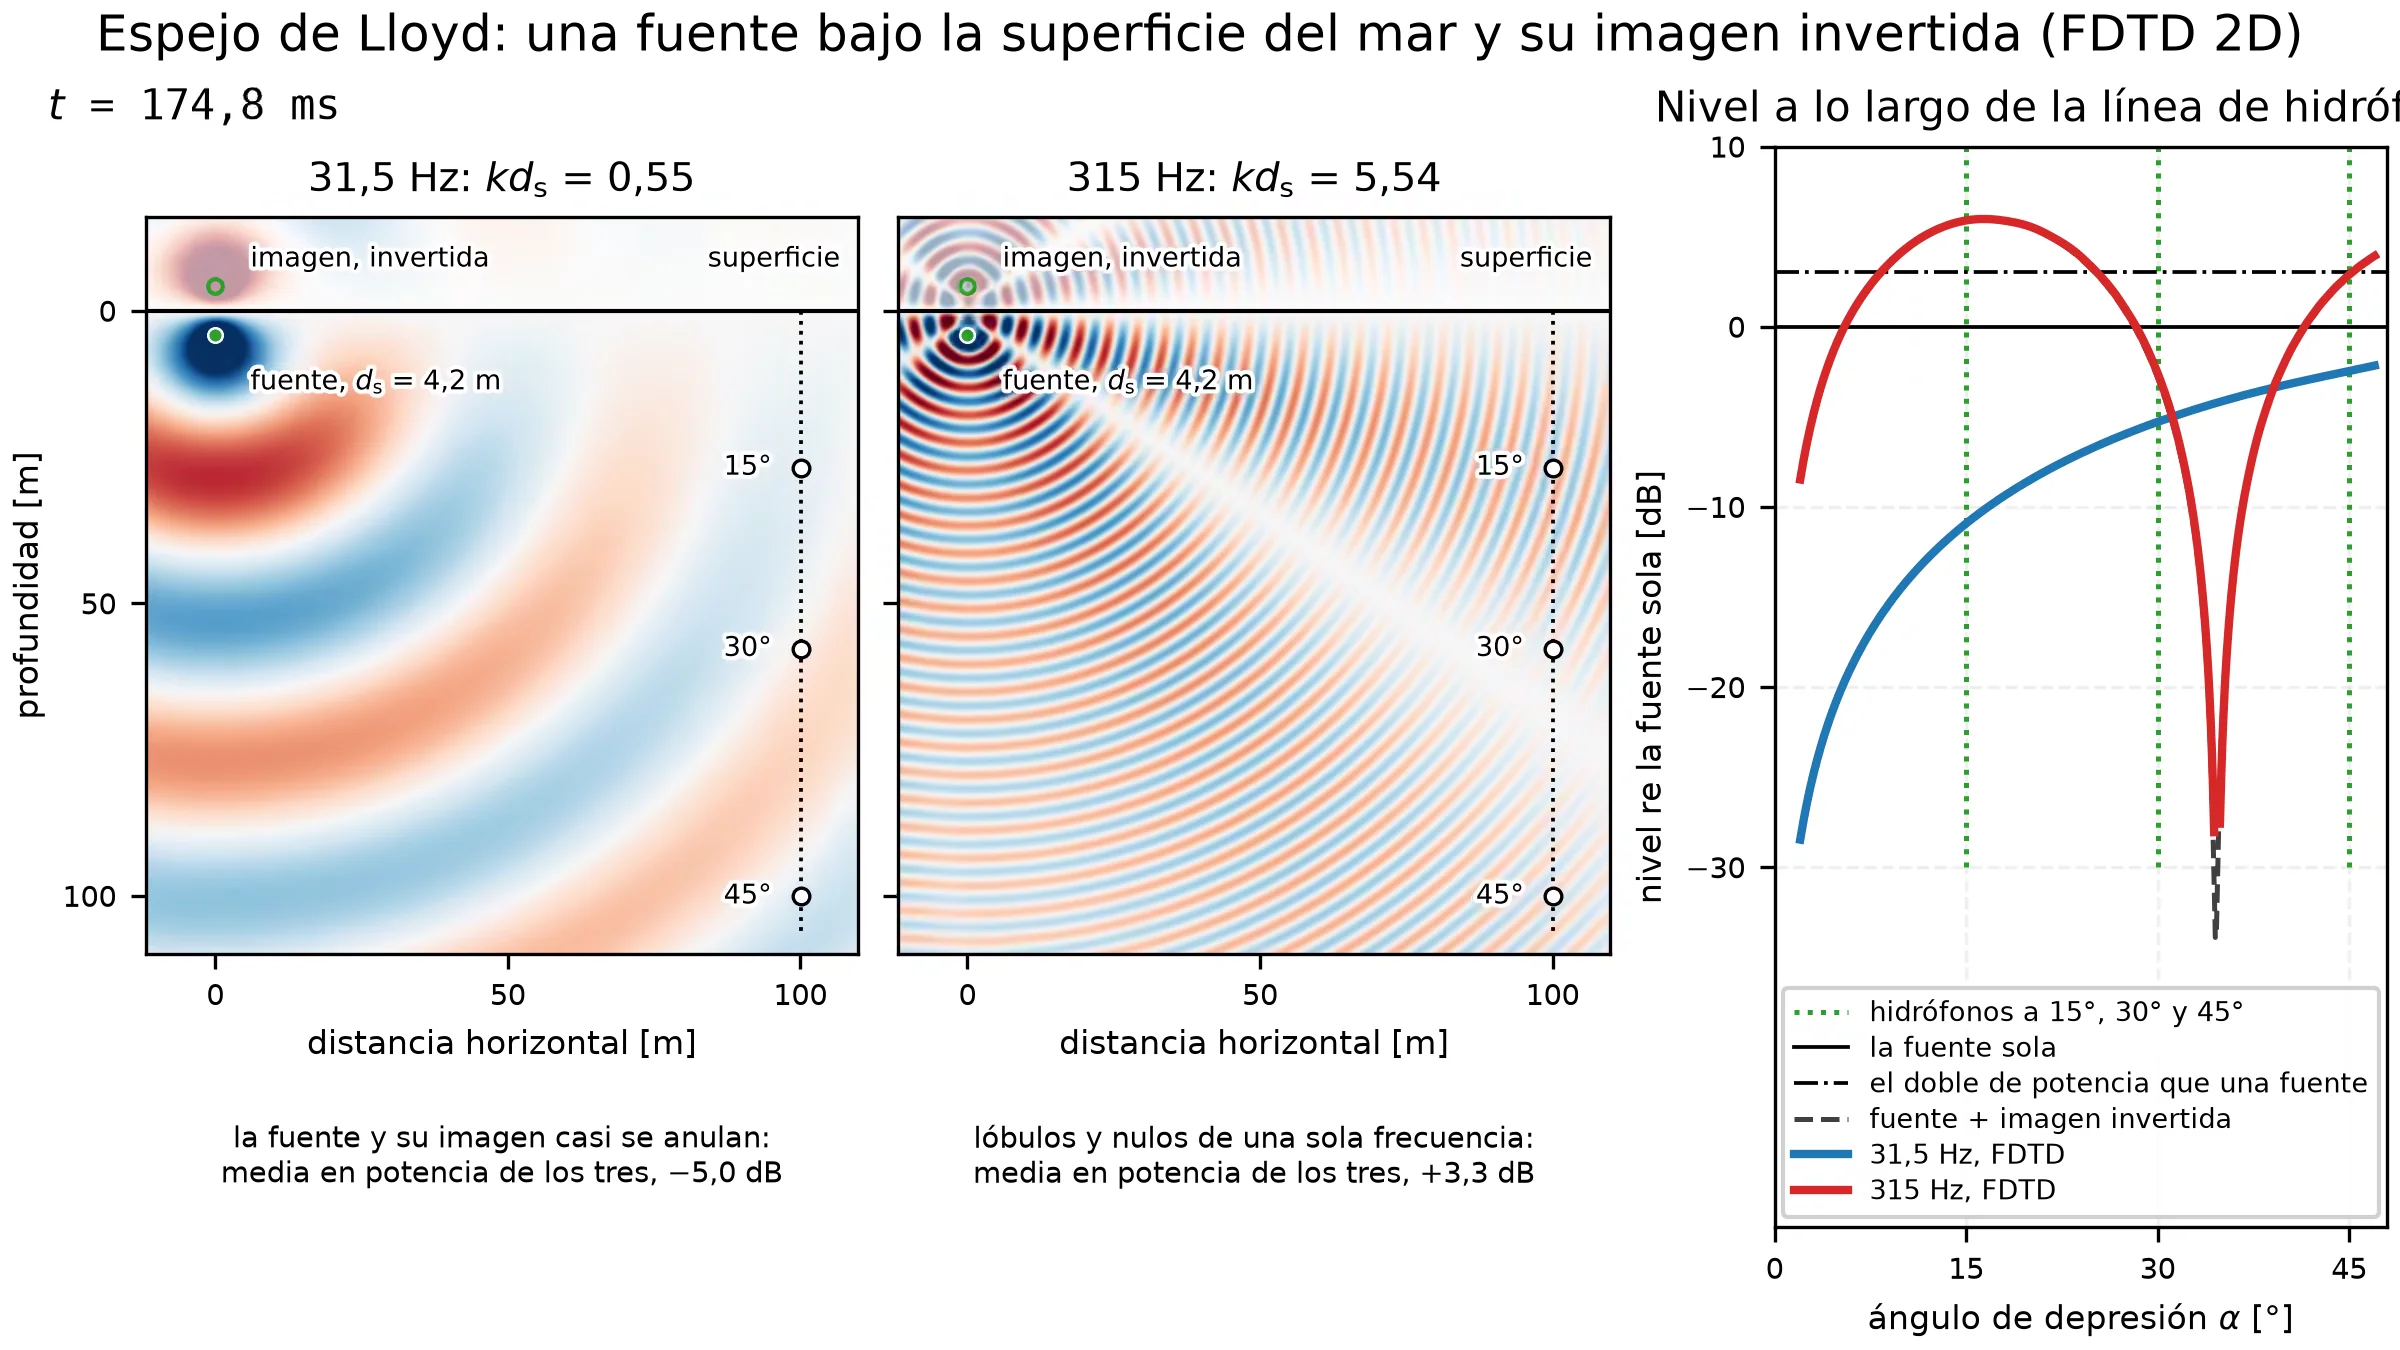 Espejo de Lloyd: una fuente bajo la superficie del mar y su imagen invertida (FDTD 2D)
t = 174,8 ms
31,5 Hz: kds = 0,55
imagen, invertida
superficie
fuente, ds = 4,2 m
15°
30°
45°
0
50
100
profundidad [m]
0
50
100
distancia horizontal [m]
la fuente y su imagen casi se anulan:
media en potencia de los tres, −5,0 dB
315 Hz: kds = 5,54
imagen, invertida
superficie
fuente, ds = 4,2 m
15°
30°
45°
0
50
100
distancia horizontal [m]
lóbulos y nulos de una sola frecuencia:
media en potencia de los tres, +3,3 dB
Nivel a lo largo de la línea de hidróf
10
0
−10
−20
−30
nivel re la fuente sola [dB]
hidrófonos a 15°, 30° y 45°
la fuente sola
el doble de potencia que una fuente
fuente + imagen invertida
31,5 Hz, FDTD
315 Hz, FDTD
0
15
30
45
ángulo de depresión α [°]